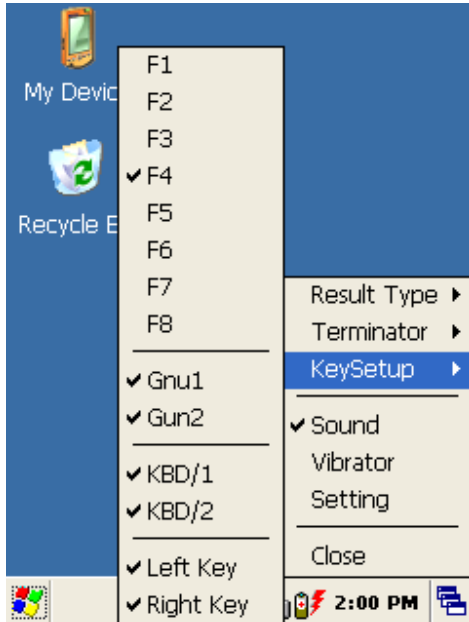 My Devic
Recycle B
F1
F2
F3
F4
F5
F6
F7
F8
Gnu1
Gun2
KBD/1
KBD/2
Left Key
Right Key
Result Type
Terminator
KeySetup
Sound
Vibrator
Setting
Close
2:00 PM